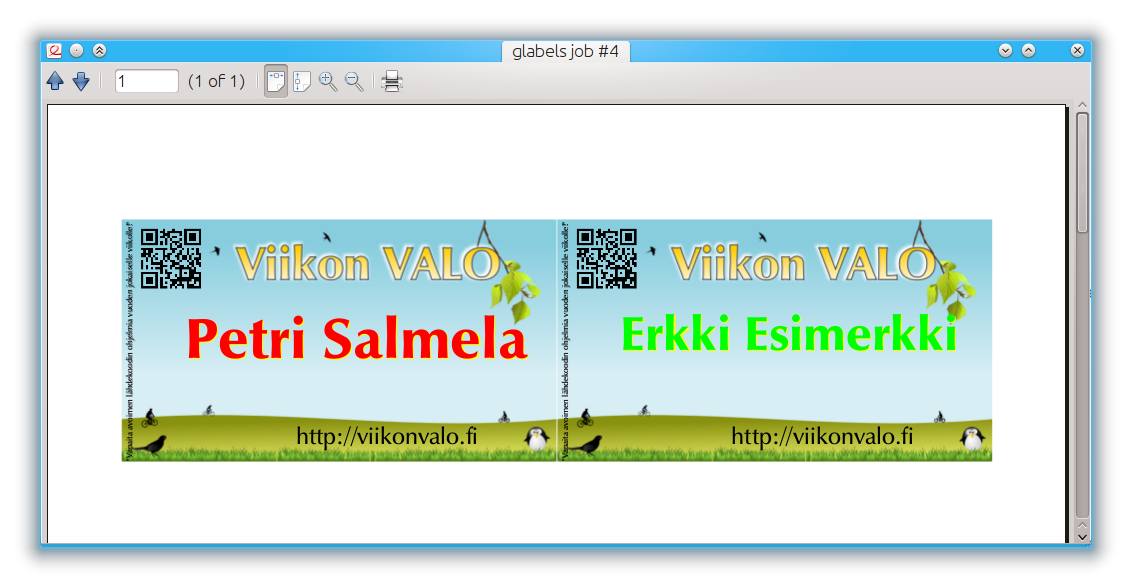 glabels job #4
1 (1 of 1)
"Vapaita avoimen lähdekoodin ohjelmia vuoden jokaiselle viikolle!"
Viikon VALO
Petri Salmela
http://viikonvalo.fi
"Vapaita avoimen lähdekoodin ohjelmia vuoden jokaiselle viikolle!"
Viikon VALO
Erkki Esimerkki
http://viikonvalo.fi